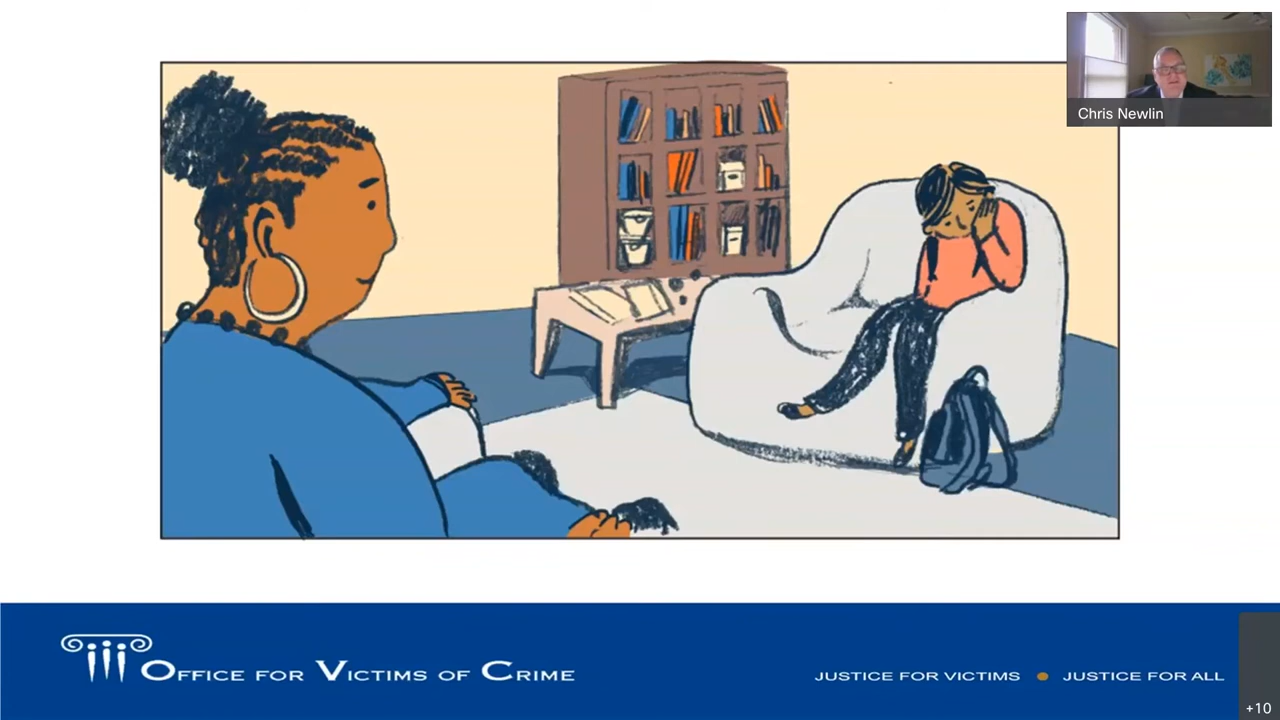 Chris Newlin
OFFICE FOR VICTIMS OF CRIME
JUSTICE FOR VICTIMS ● JUSTICE FOR ALL
+10